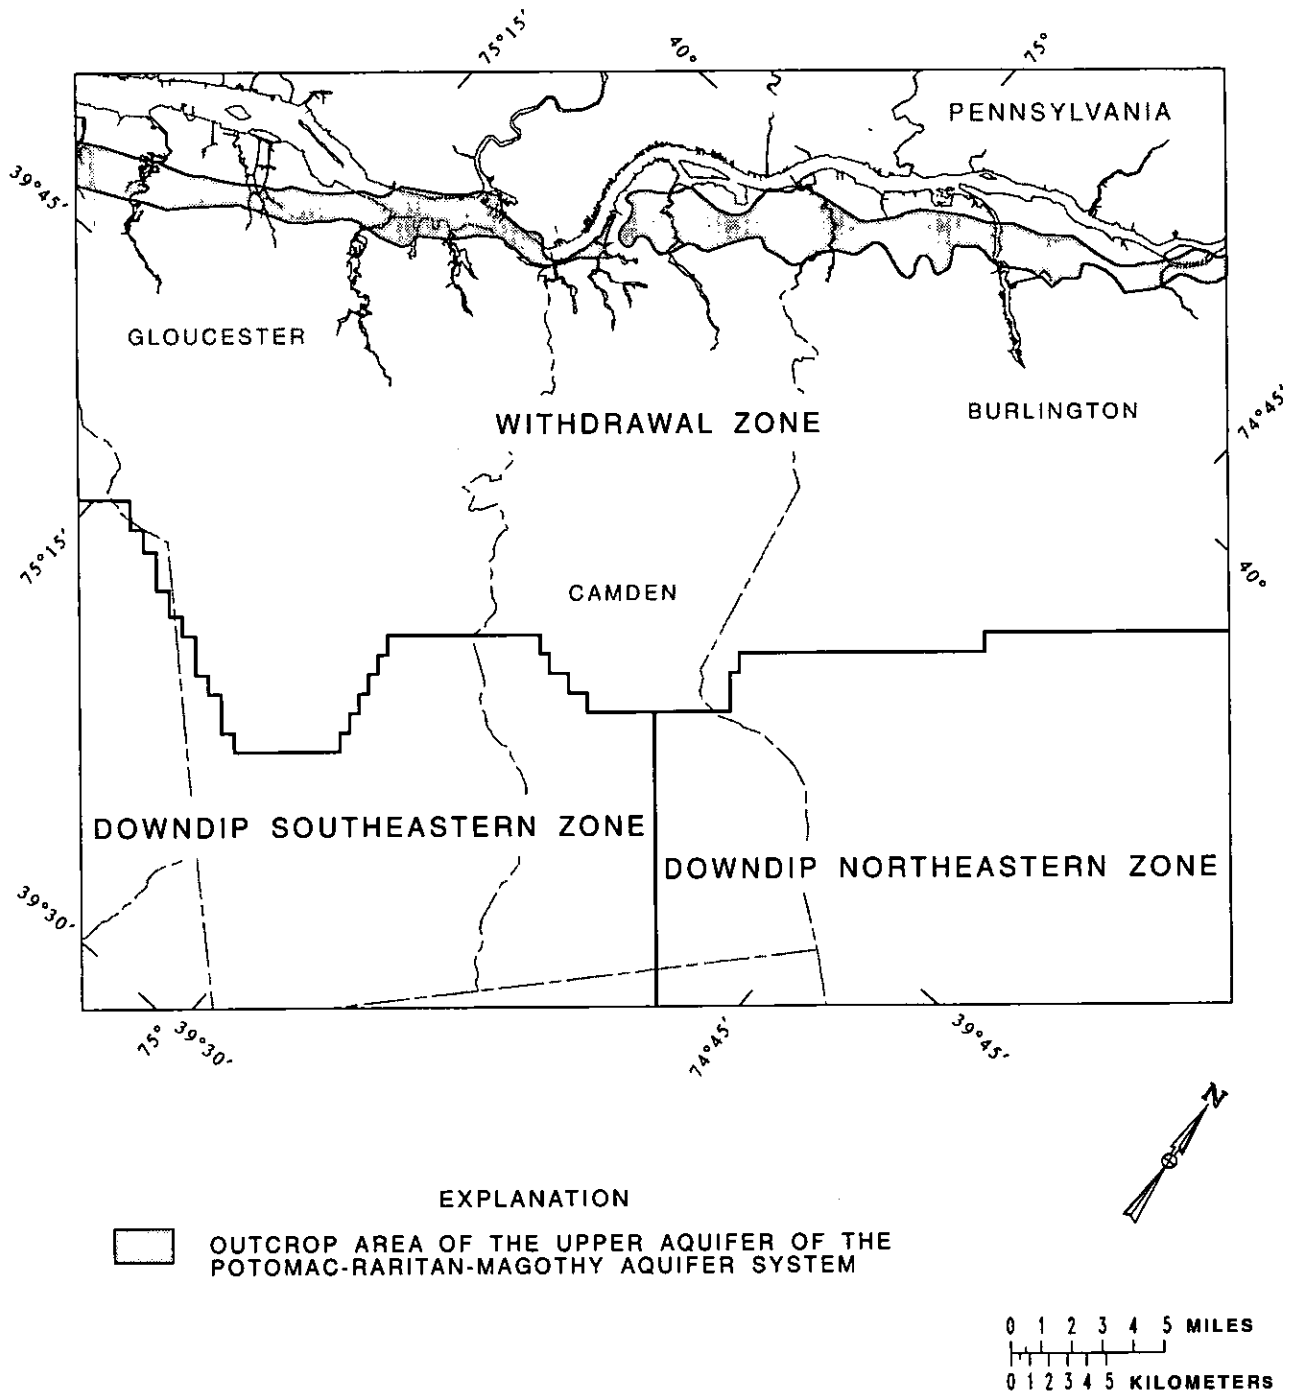 75°15′
40°
75°
PENNSYLVANIA
39°45′
GLOUCESTER
BURLINGTON
WITHDRAWAL ZONE
74°45′
75°15′
40°
CAMDEN
DOWNDIP SOUTHEASTERN ZONE
DOWNDIP NORTHEASTERN ZONE
39°30′
75°
39°30′
74°45′
39°45′
N
EXPLANATION
OUTCROP AREA OF THE UPPER AQUIFER OF THE
POTOMAC-RARITAN-MAGOTHY AQUIFER SYSTEM
0 1 2 3 4 5 MILES
0 1 2 3 4 5 KILOMETERS